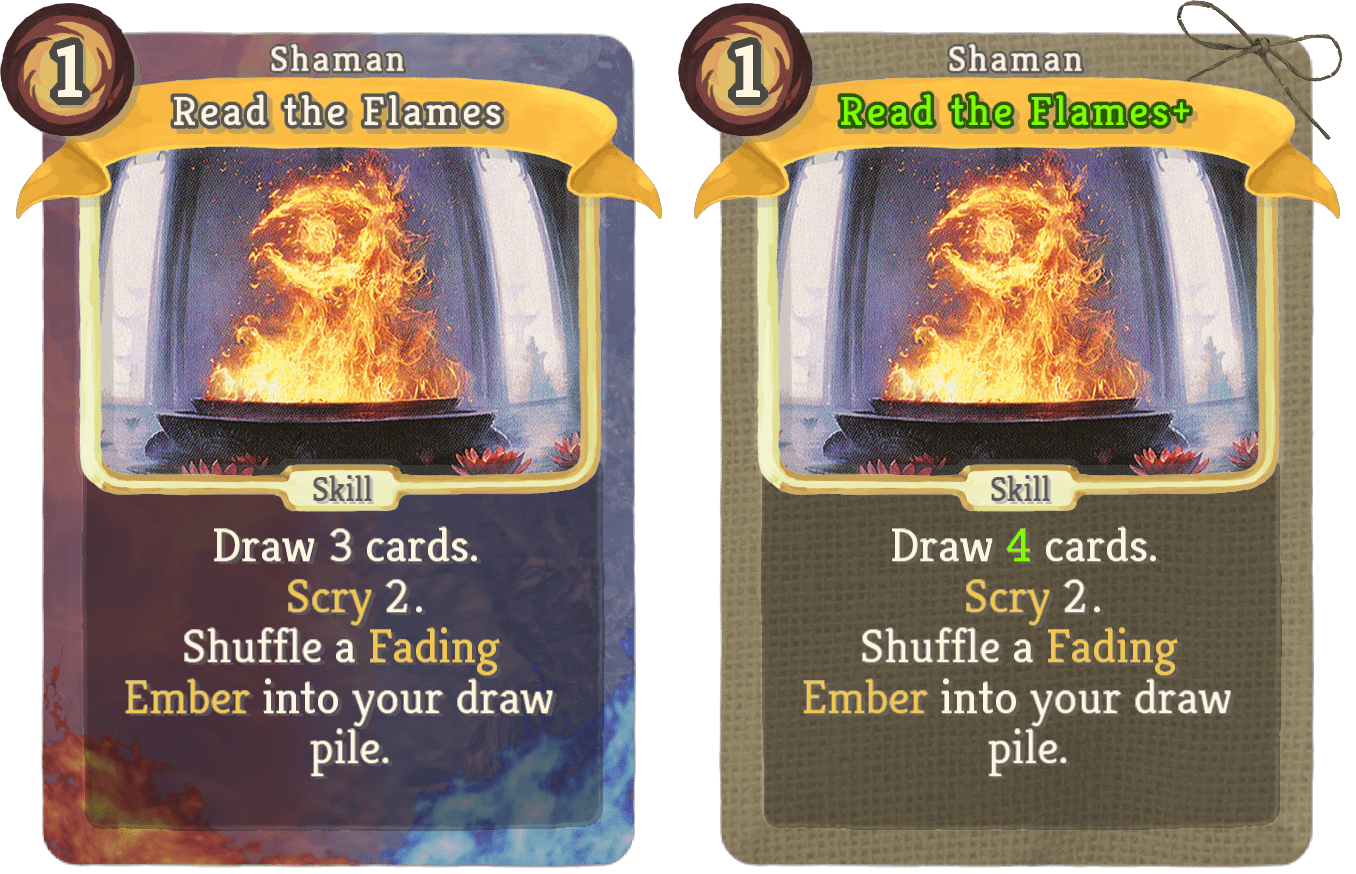 1
Shaman
Read the Flames
Skill
Draw 3 cards.
Scry 2.
Shuffle a Fading
Ember into your draw
pile.
1
Shaman
Read the Flames+
Skill
Draw 4 cards.
Scry 2.
Shuffle a Fading
Ember into your draw
pile.